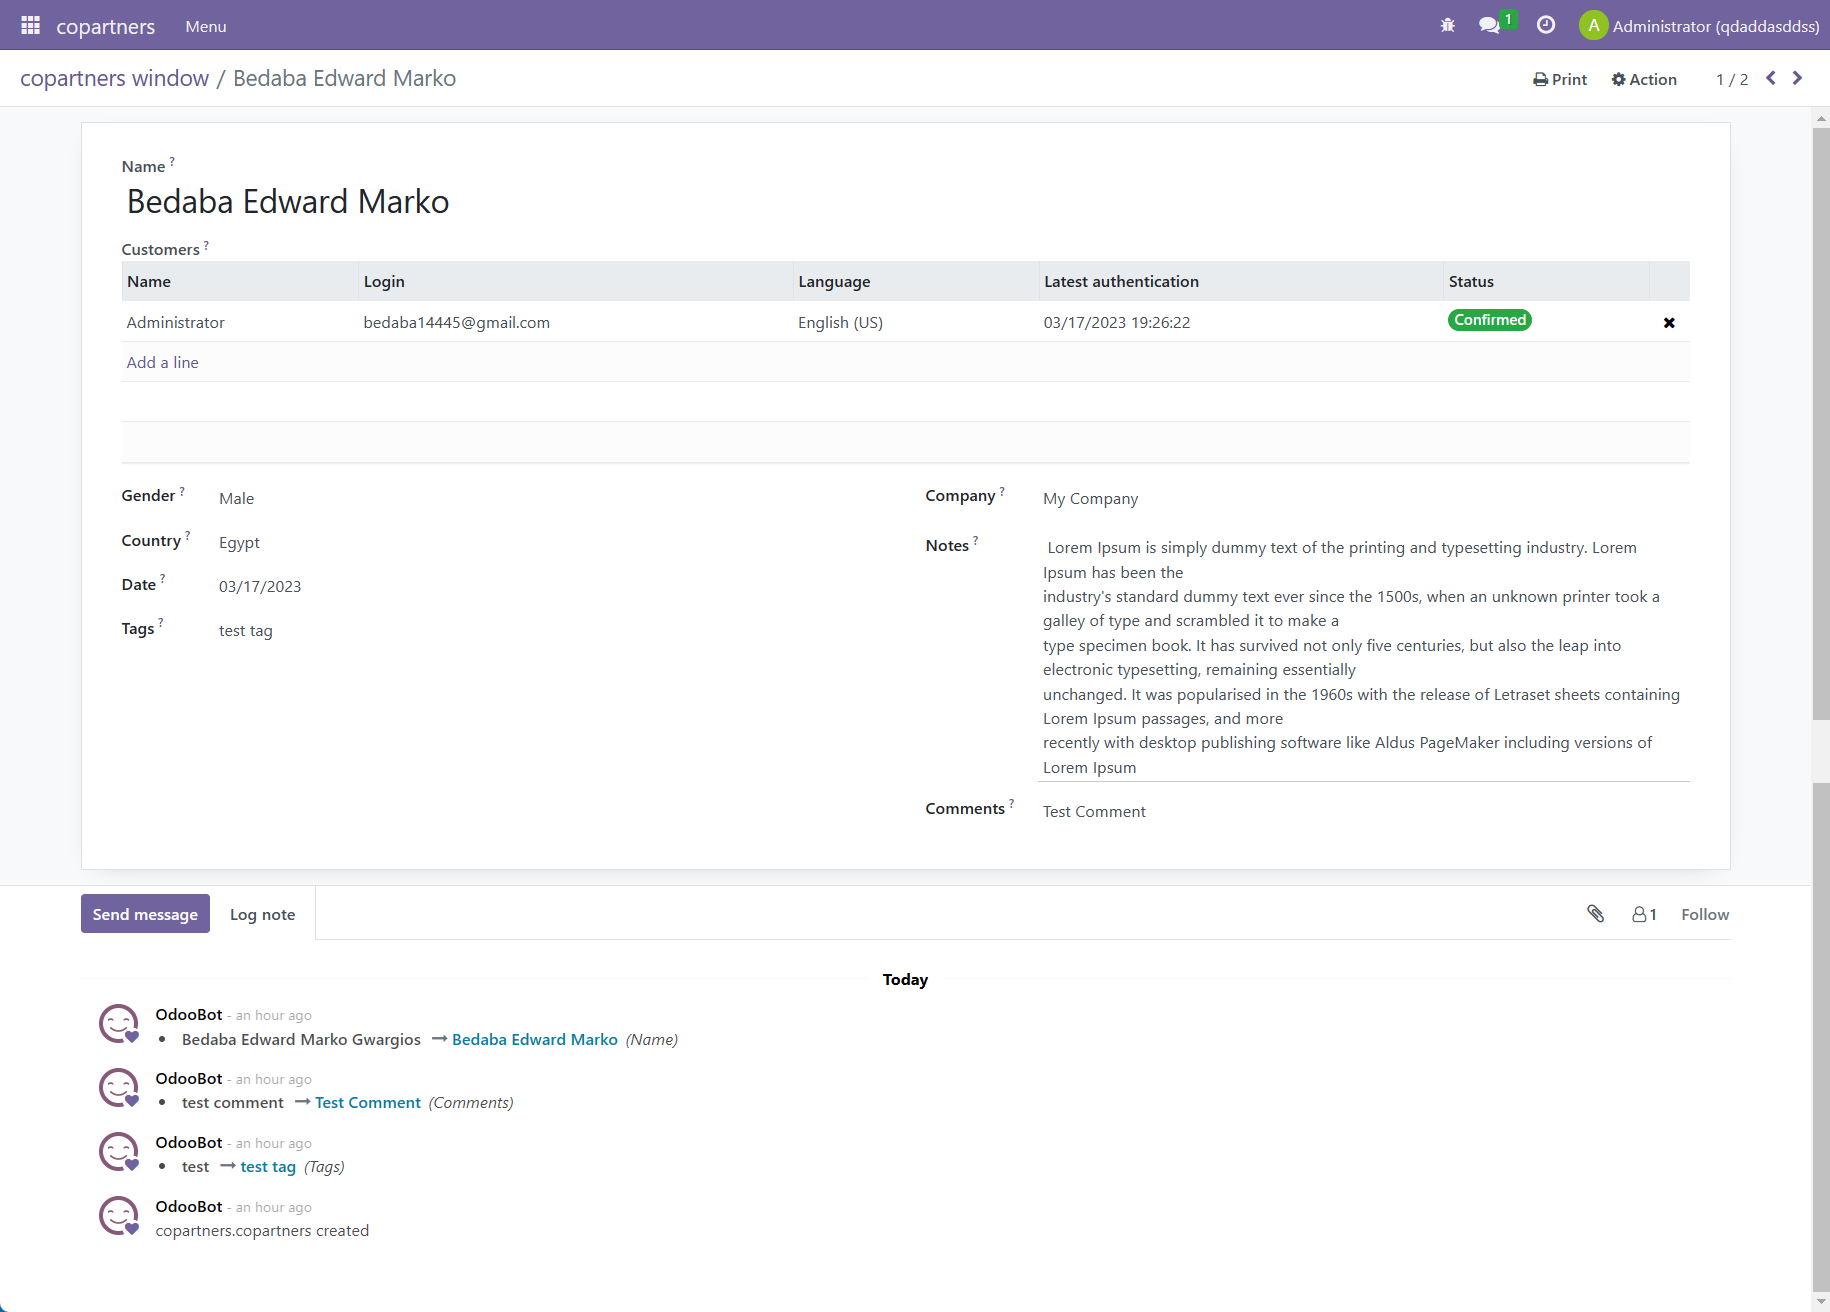 copartners Menu 1 A Administrator (qdaddasddss)
copartners window / Bedaba Edward Marko Print Action 1 / 2
Name ?
Bedaba Edward Marko
Customers ?
Name Login Language Latest authentication Status
Administrator bedaba14445@gmail.com English (US) 03/17/2023 19:26:22 Confirmed
Add a line
Gender ? Male
Country ? Egypt
Date ? 03/17/2023
Tags ? test tag
Company ? My Company
Notes ? Lorem Ipsum is simply dummy text of the printing and typesetting industry. Lorem
Ipsum has been the
industry's standard dummy text ever since the 1500s, when an unknown printer took a
galley of type and scrambled it to make a
type specimen book. It has survived not only five centuries, but also the leap into
electronic typesetting, remaining essentially
unchanged. It was popularised in the 1960s with the release of Letraset sheets containing
Lorem Ipsum passages, and more
recently with desktop publishing software like Aldus PageMaker including versions of
Lorem Ipsum
Comments ? Test Comment
Send message Log note 1 Follow
Today
OdooBot - an hour ago
• Bedaba Edward Marko Gwargios → Bedaba Edward Marko (Name)
OdooBot - an hour ago
• test comment → Test Comment (Comments)
OdooBot - an hour ago
• test → test tag (Tags)
OdooBot - an hour ago
copartners.copartners created